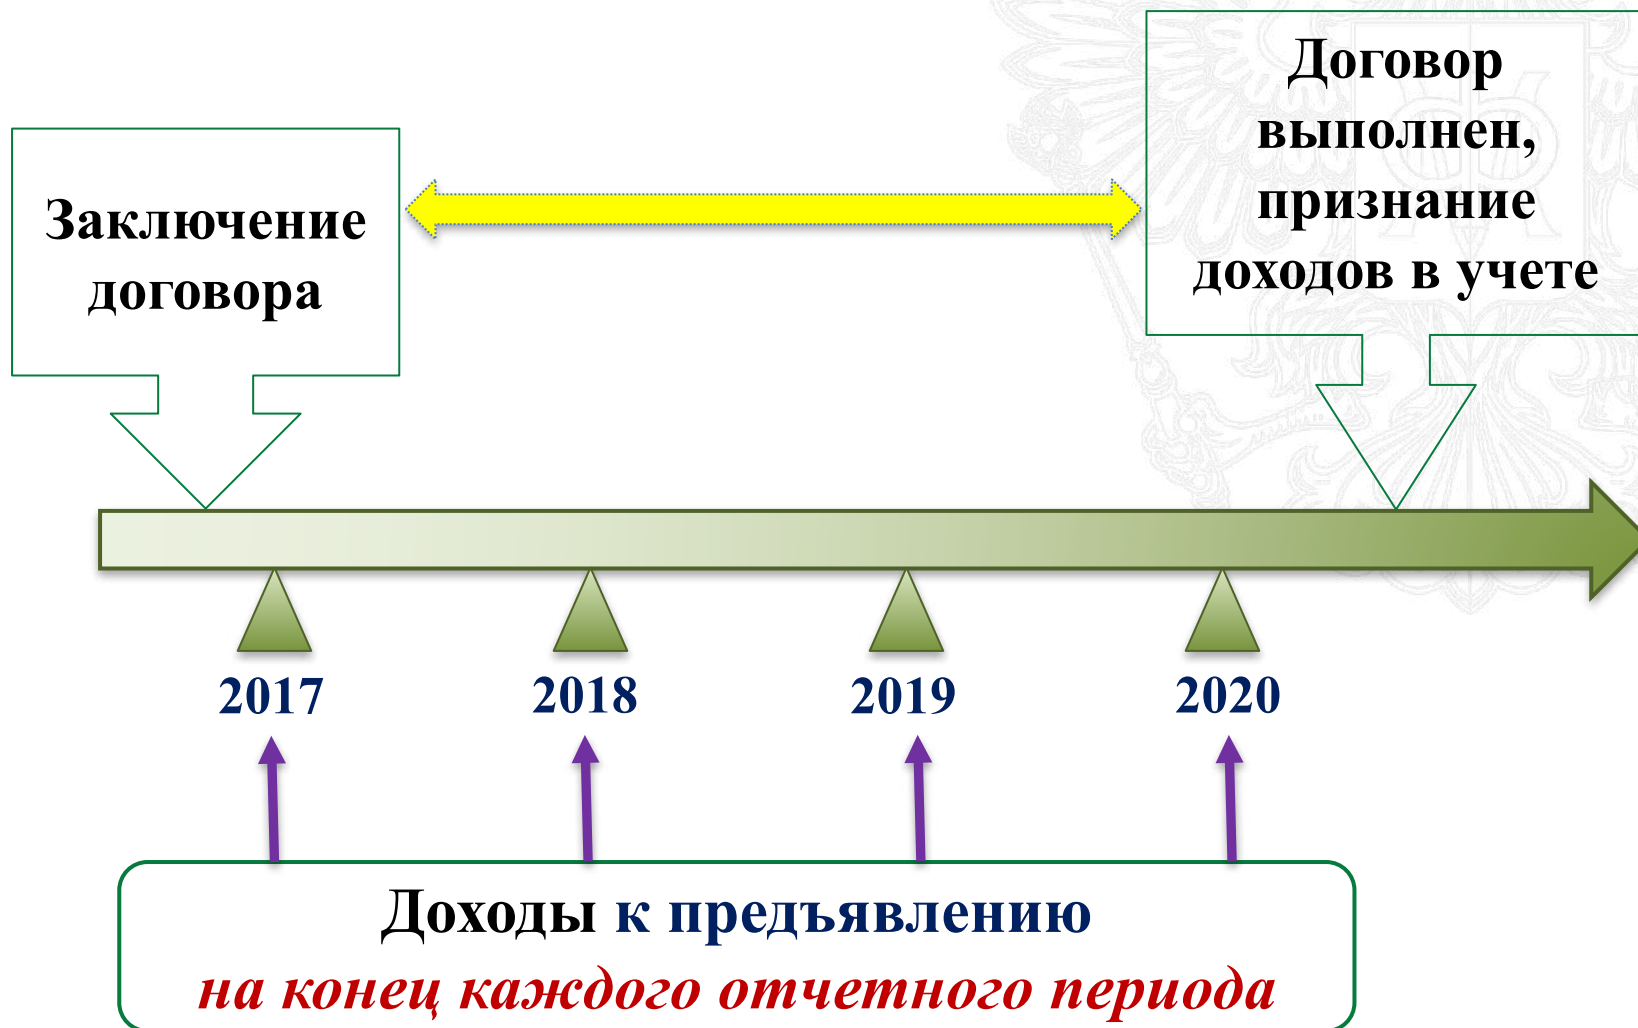 Договор
выполнен,
признание
доходов в учете
Заключение
договора
2017 2018 2019 2020
Доходы к предъявлению
на конец каждого отчетного периода